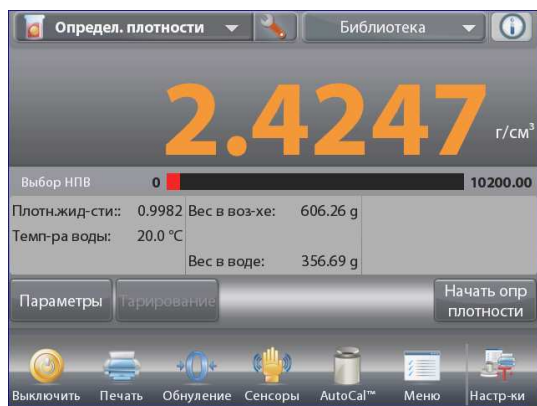 Определ. плотности Библиотека
2.4247 г/см³
Выбор НПВ 0 10200.00
Плотн.жид-сти:: 0.9982 Вес в воз-хе: 606.26 g
Темп-ра воды: 20.0 °C
Вес в воде: 356.69 g
Параметры Тарирование Начать опр
плотности
Выключить Печать Обнуление Сенсоры AutoCal™ Меню Настр-ки